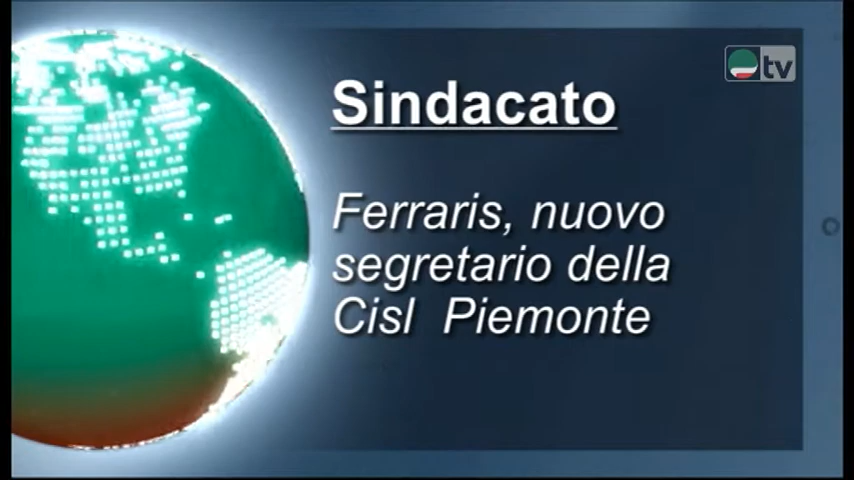 tv
Sindacato
Ferraris, nuovo
segretario della
Cisl Piemonte